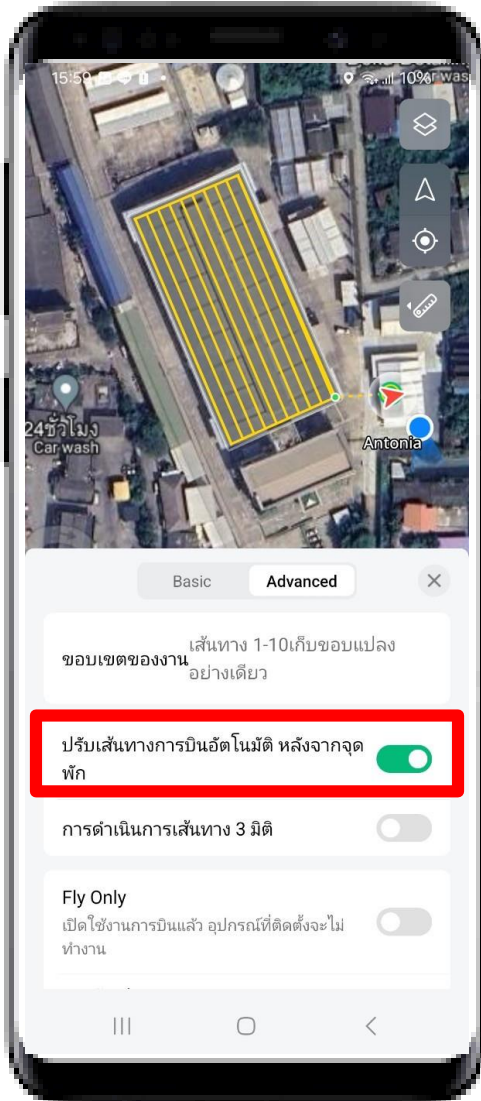 15:59
10%
r was
24ชั่วโมง
Car wash
Antonia
Basic
Advanced
ขอบเขตของงาน
เส้นทาง 1-10เก็บขอบแปลง
อย่างเดียว
ปรับเส้นทางการบินอัตโนมัติ หลังจากจุด
พัก
การดำเนินการเส้นทาง 3 มิติ
Fly Only
เปิดใช้งานการบินแล้ว อุปกรณ์ที่ติดตั้งจะไม่
ทำงาน